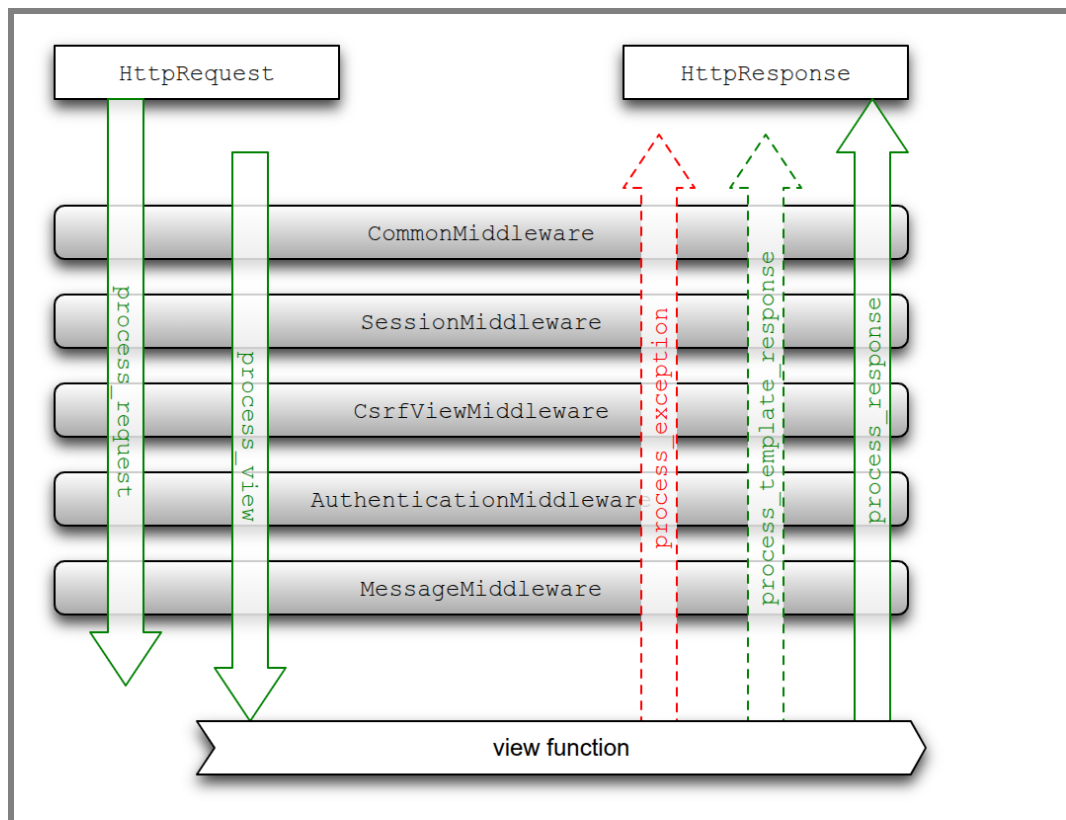 HttpRequest
HttpResponse
CommonMiddleware
SessionMiddleware
CsrfViewMiddleware
AuthenticationMiddleware
MessageMiddleware
process_request
process_view
process_exception
process_template_response
process_response
view function